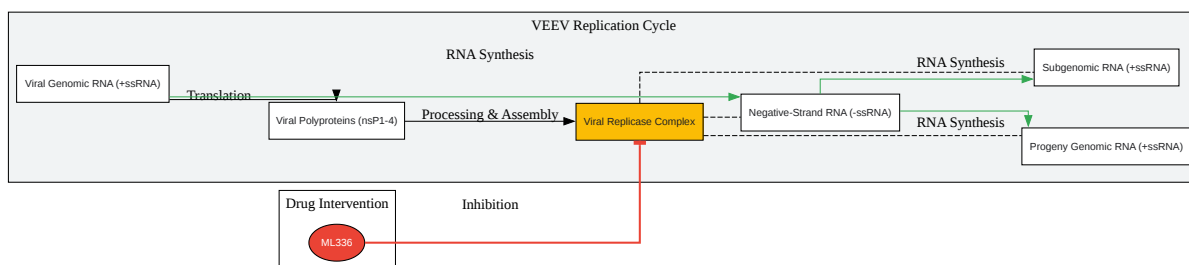 VEEV Replication Cycle
RNA Synthesis
Viral Genomic RNA (+ssRNA)
Translation
Viral Polyproteins (nsP1-4)
Processing & Assembly
Viral Replicase Complex
Negative-Strand RNA (-ssRNA)
RNA Synthesis
Subgenomic RNA (+ssRNA)
RNA Synthesis
Progeny Genomic RNA (+ssRNA)
Drug Intervention
Inhibition
ML336